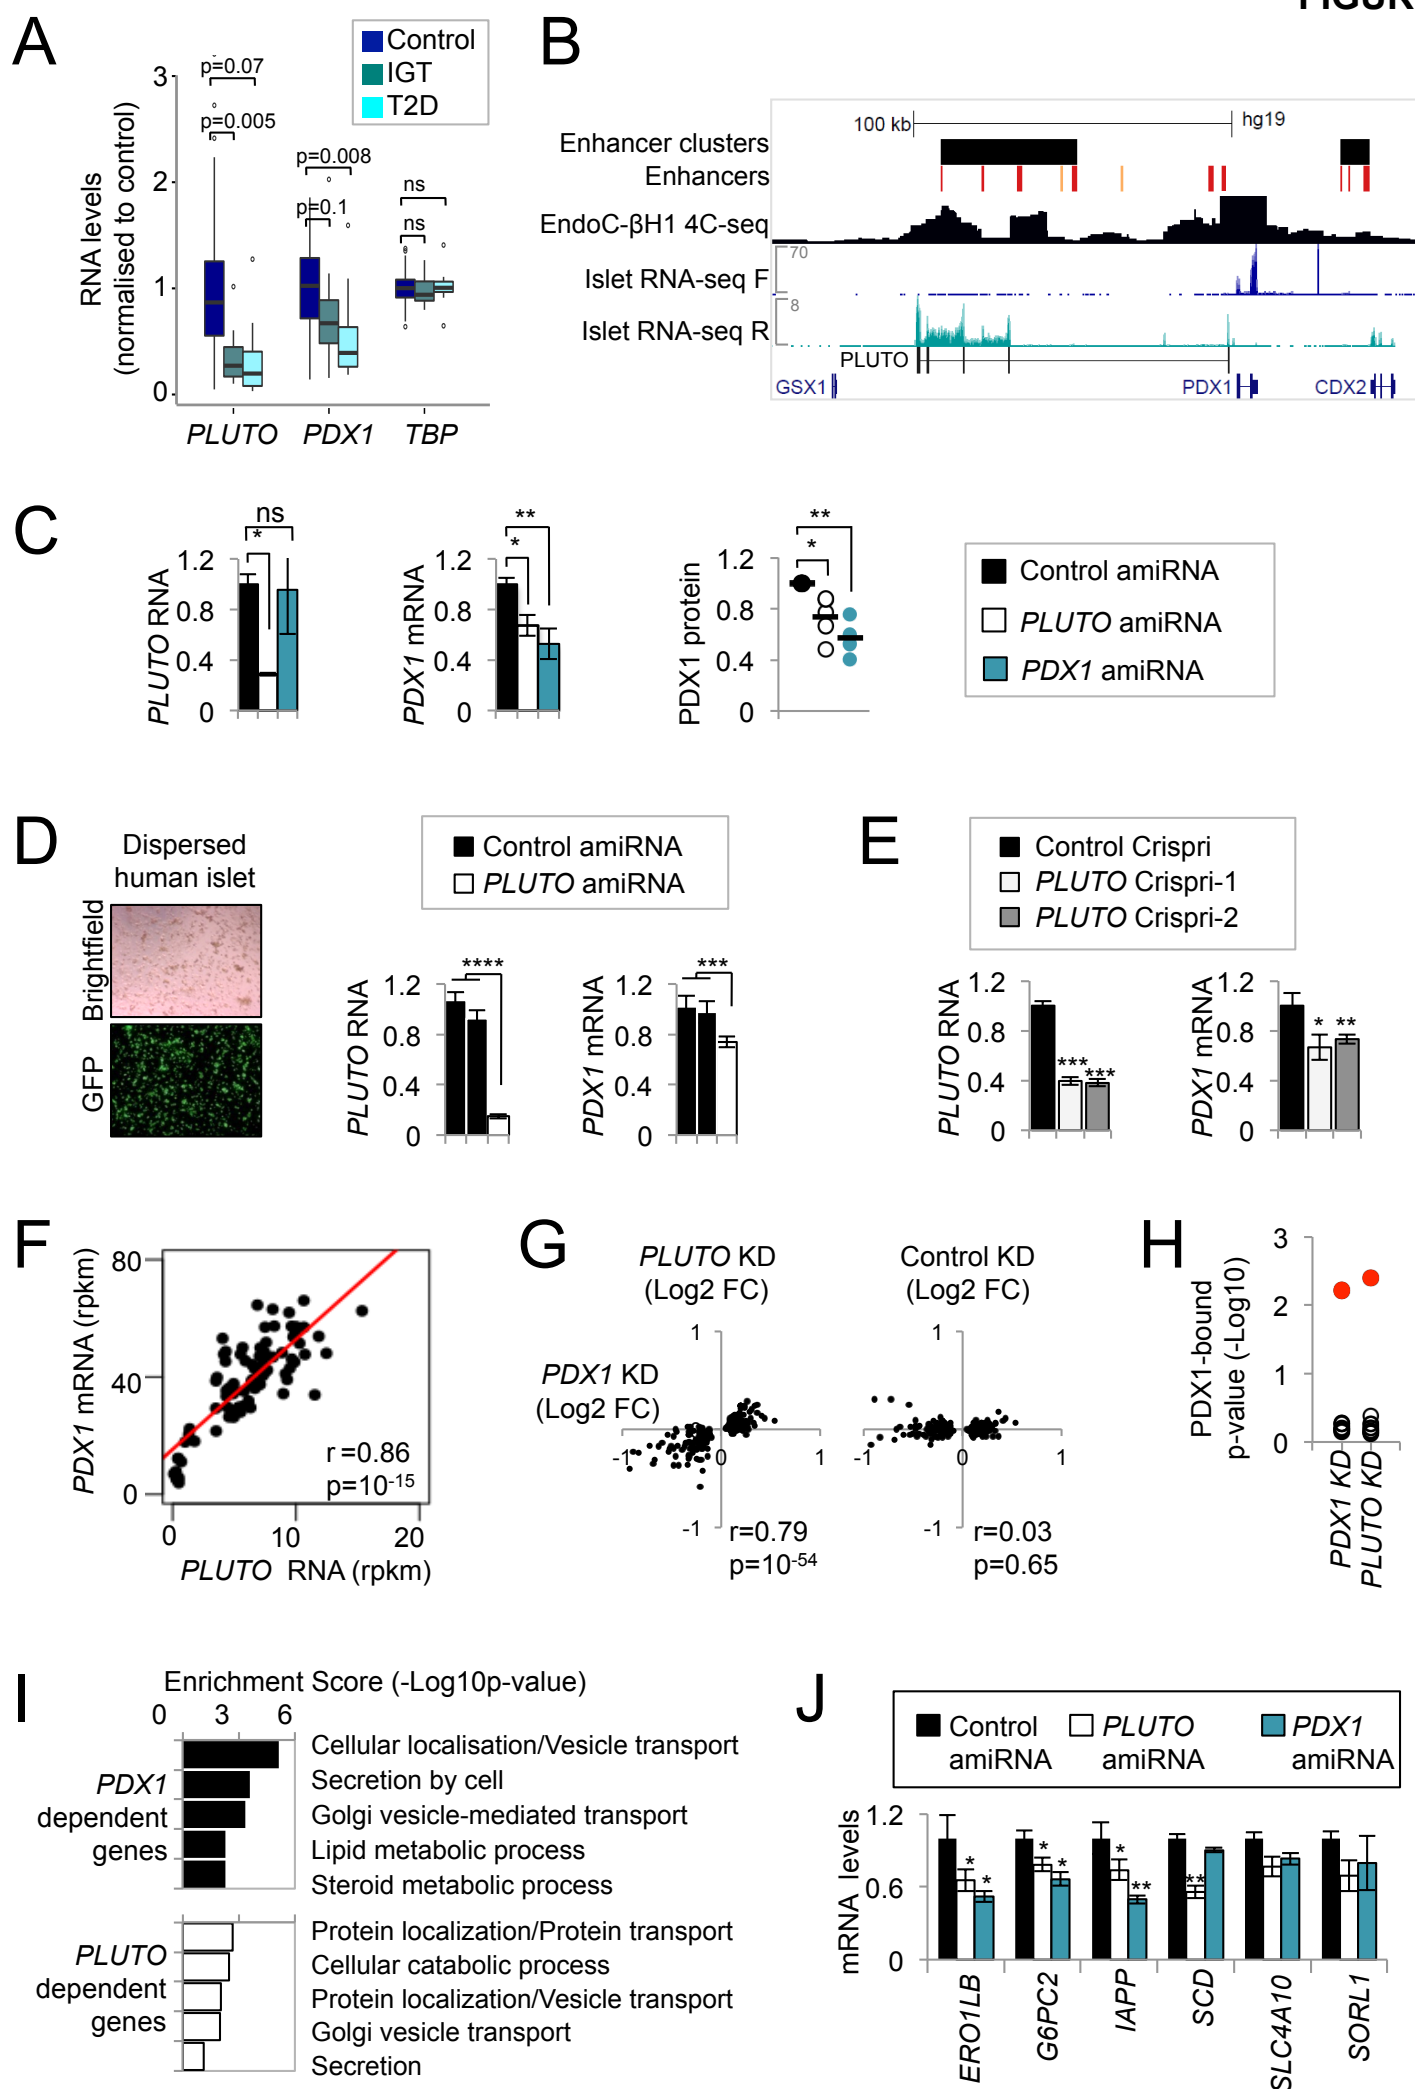 FIGUR
A
Control
IGT
T2D
p=0.07
p=0.005
p=0.008
p=0.1
ns
ns
RNA levels
(normalised to control)
3
2
1
0
PLUTO
PDX1
TBP
B
100 kb
hg19
Enhancer clusters
Enhancers
EndoC-βH1 4C-seq
70
Islet RNA-seq F
8
Islet RNA-seq R
PLUTO
GSX1
PDX1
CDX2
C
ns
*
PLUTO RNA
1.2
0.8
0.4
0
**
*
PDX1 mRNA
1.2
0.8
0.4
0
**
*
PDX1 protein
1.2
0.8
0.4
0
Control amiRNA
PLUTO amiRNA
PDX1 amiRNA
D
Dispersed
human islet
Brightfield
GFP
Control amiRNA
PLUTO amiRNA
****
PLUTO RNA
1.2
0.8
0.4
0
***
PDX1 mRNA
1.2
0.8
0.4
0
E
Control Crispri
PLUTO Crispri-1
PLUTO Crispri-2
PLUTO RNA
1.2
0.8
0.4
0
***
***
PDX1 mRNA
1.2
0.8
0.4
0
*
**
F
PDX1 mRNA (rpkm)
80
40
0
r=0.86
p=10-15
0
10
20
PLUTO RNA (rpkm)
G
PLUTO KD
(Log2 FC)
PDX1 KD
(Log2 FC)
1
-1
0
1
-1
r=0.79
p=10-54
Control KD
(Log2 FC)
1
-1
0
1
-1
r=0.03
p=0.65
H
PDX1-bound
p-value (-Log10)
3
2
1
0
PDX1 KD
PLUTO KD
I
Enrichment Score (-Log10p-value)
0
3
6
PDX1
dependent
genes
Cellular localisation/Vesicle transport
Secretion by cell
Golgi vesicle-mediated transport
Lipid metabolic process
Steroid metabolic process
PLUTO
dependent
genes
Protein localization/Protein transport
Cellular catabolic process
Protein localization/Vesicle transport
Golgi vesicle transport
Secretion
J
Control
amiRNA
PLUTO
amiRNA
PDX1
amiRNA
mRNA levels
1.2
0.6
0
*
*
*
*
*
**
**
ERO1LB
G6PC2
IAPP
SCD
SLC4A10
SORL1